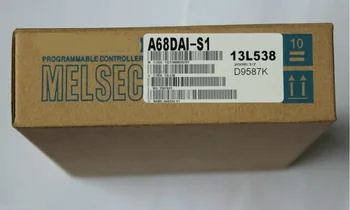 A68DAI-S1
PROGRAMMABLE CONTROLLER
MELSEC
13L538
D9587K
10